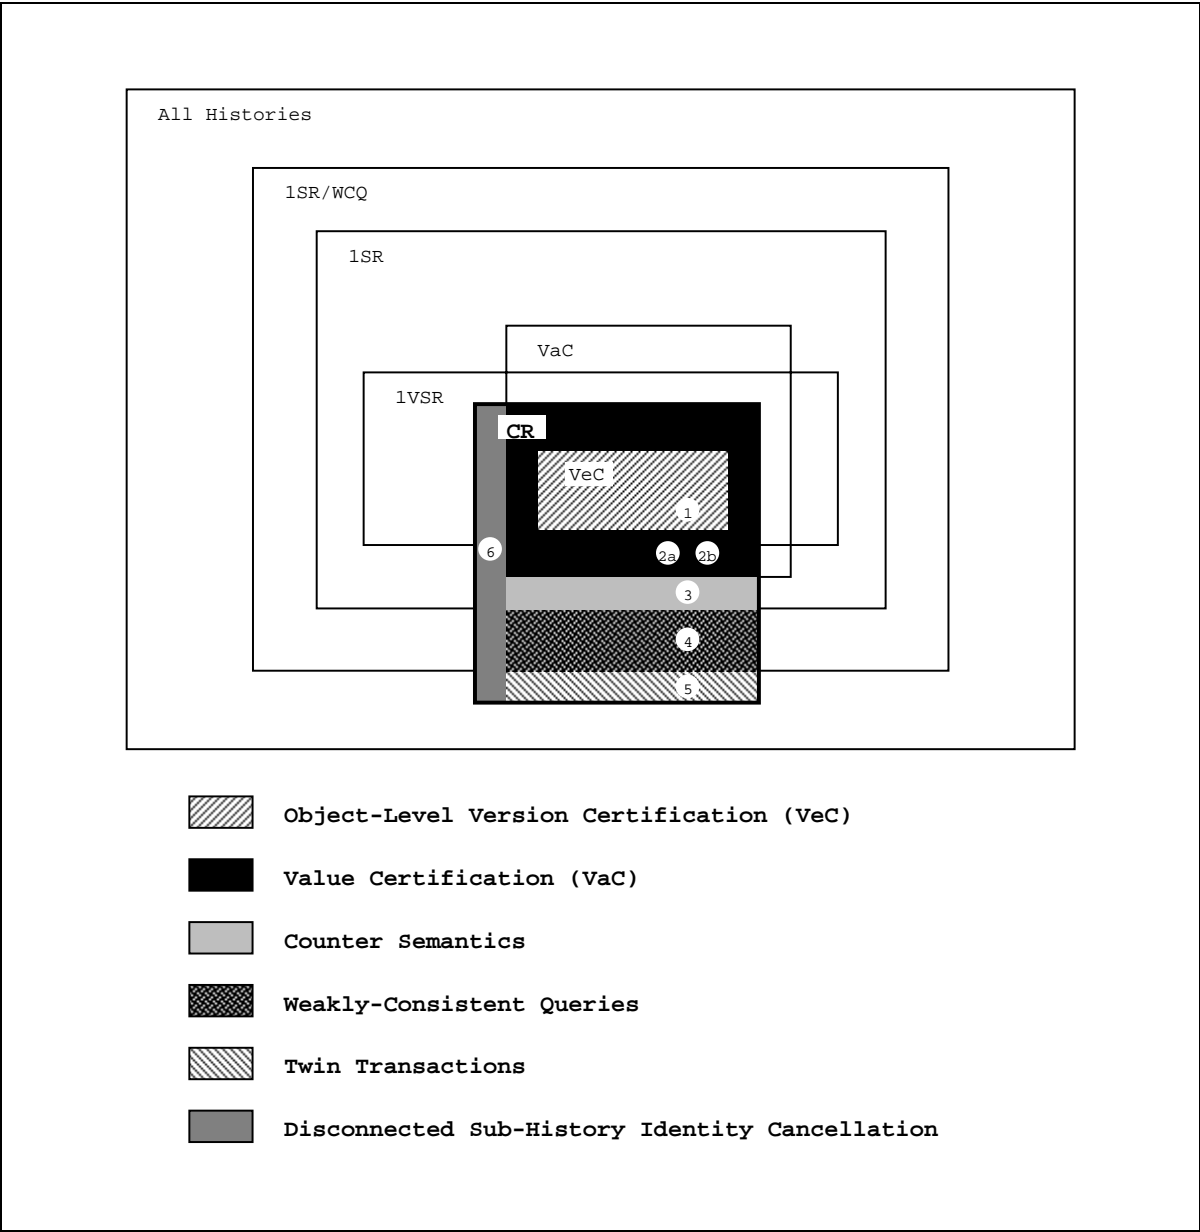 All Histories
1SR/WCQ
1SR
VaC
1VSR
CR
VeC
1
6
2a
2b
3
4
5
Object-Level Version Certification (VeC)
Value Certification (VaC)
Counter Semantics
Weakly-Consistent Queries
Twin Transactions
Disconnected Sub-History Identity Cancellation